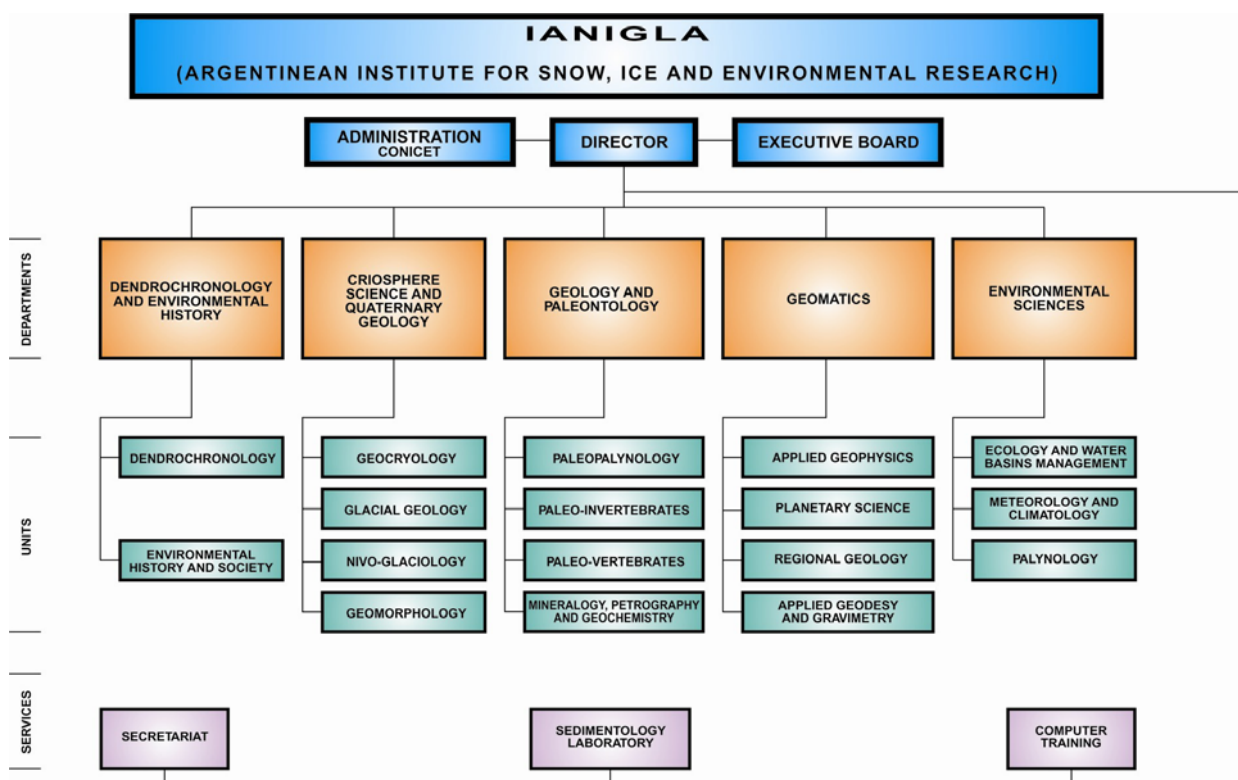 IANIGLA
(ARGENTINEAN INSTITUTE FOR SNOW, ICE AND ENVIRONMENTAL RESEARCH)
ADMINISTRATION
CONICET
DIRECTOR
EXECUTIVE BOARD
DEPARTMENTS
DENDROCHRONOLOGY
AND ENVIRONMENTAL
HISTORY
CRIOSPHERE
SCIENCE AND
QUATERNARY
GEOLOGY
GEOLOGY AND
PALEONTOLOGY
GEOMATICS
ENVIRONMENTAL
SCIENCES
UNITS
DENDROCHRONOLOGY
ENVIRONMENTAL
HISTORY AND SOCIETY
GEOCRYOLOGY
GLACIAL GEOLOGY
NIVO-GLACIOLOGY
GEOMORPHOLOGY
PALEOPALYNOLOGY
PALEO-INVERTEBRATES
PALEO-VERTEBRATES
MINERALOGY, PETROGRAPHY
AND GEOCHEMISTRY
APPLIED GEOPHYSICS
PLANETARY SCIENCE
REGIONAL GEOLOGY
APPLIED GEODESY
AND GRAVIMETRY
ECOLOGY AND WATER
BASINS MANAGEMENT
METEOROLOGY AND
CLIMATOLOGY
PALYNOLOGY
SERVICES
SECRETARIAT
SEDIMENTOLOGY
LABORATORY
COMPUTER
TRAINING